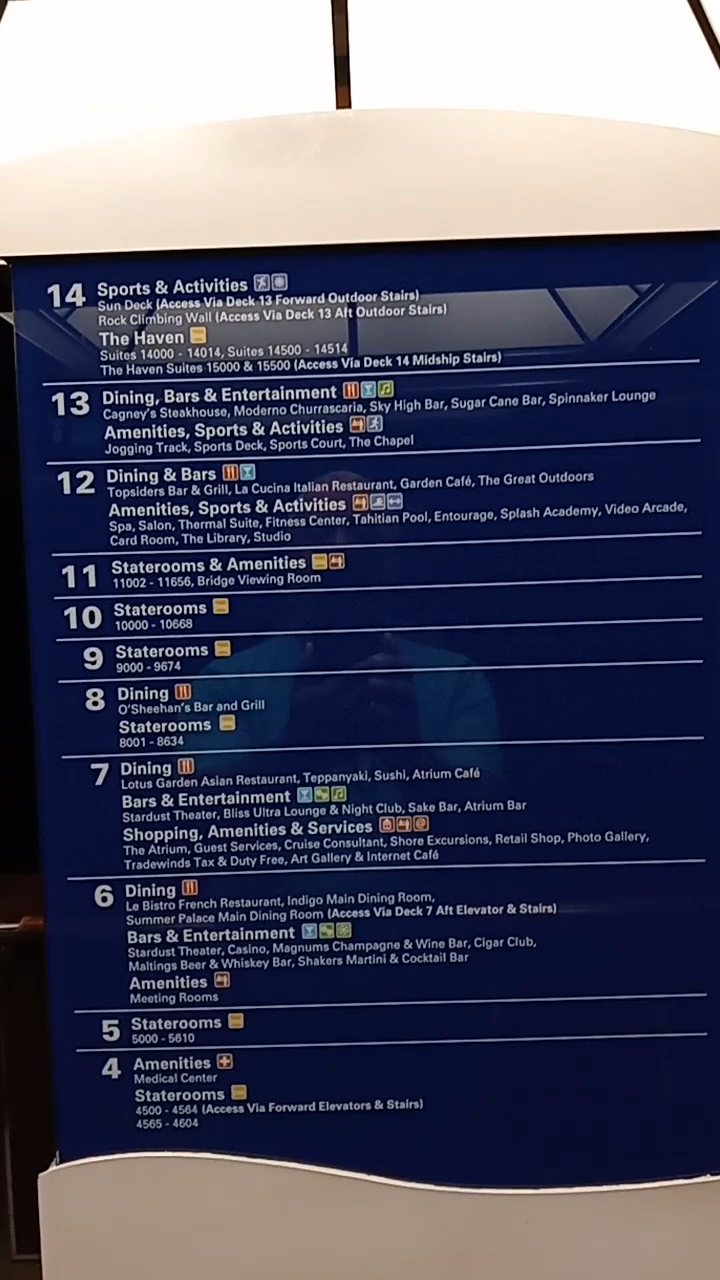 14 Sports & Activities
Sun Deck (Access Via Deck 13 Forward Outdoor Stairs)
Rock Climbing Wall (Access Via Deck 13 Aft Outdoor Stairs)
The Haven
Suites 14000 - 14014, Suites 14500 - 14514
The Haven Suites 15000 & 15500 (Access Via Deck 14 Midship Stairs)
13 Dining, Bars & Entertainment
Cagney's Steakhouse, Moderno Churrascaria, Sky High Bar, Sugar Cane Bar, Spinnaker Lounge
Amenities, Sports & Activities
Jogging Track, Sports Deck, Sports Court, The Chapel
12 Dining & Bars
Topsiders Bar & Grill, La Cucina Italian Restaurant, Garden Café, The Great Outdoors
Amenities, Sports & Activities
Spa, Salon, Thermal Suite, Fitness Center, Tahitian Pool, Entourage, Splash Academy, Video Arcade,
Card Room, The Library, Studio
11 Staterooms & Amenities
11002 - 11656, Bridge Viewing Room
10 Staterooms
10000 - 10668
9 Staterooms
9000 - 9674
8 Dining
O'Sheehan's Bar and Grill
Staterooms
8001 - 8634
7 Dining
Lotus Garden Asian Restaurant, Teppanyaki, Sushi, Atrium Café
Bars & Entertainment
Stardust Theater, Bliss Ultra Lounge & Night Club, Sake Bar, Atrium Bar
Shopping, Amenities & Services
The Atrium, Guest Services, Cruise Consultant, Shore Excursions, Retail Shop, Photo Gallery,
Tradewinds Tax & Duty Free, Art Gallery & Internet Café
6 Dining
Le Bistro French Restaurant, Indigo Main Dining Room,
Summer Palace Main Dining Room (Access Via Deck 7 Aft Elevator & Stairs)
Bars & Entertainment
Stardust Theater, Casino, Magnums Champagne & Wine Bar, Cigar Club,
Maltings Beer & Whiskey Bar, Shakers Martini & Cocktail Bar
Amenities
Meeting Rooms
5 Staterooms
5000 - 5610
4 Amenities
Medical Center
Staterooms
4500 - 4564 (Access Via Forward Elevators & Stairs)
4565 - 4604